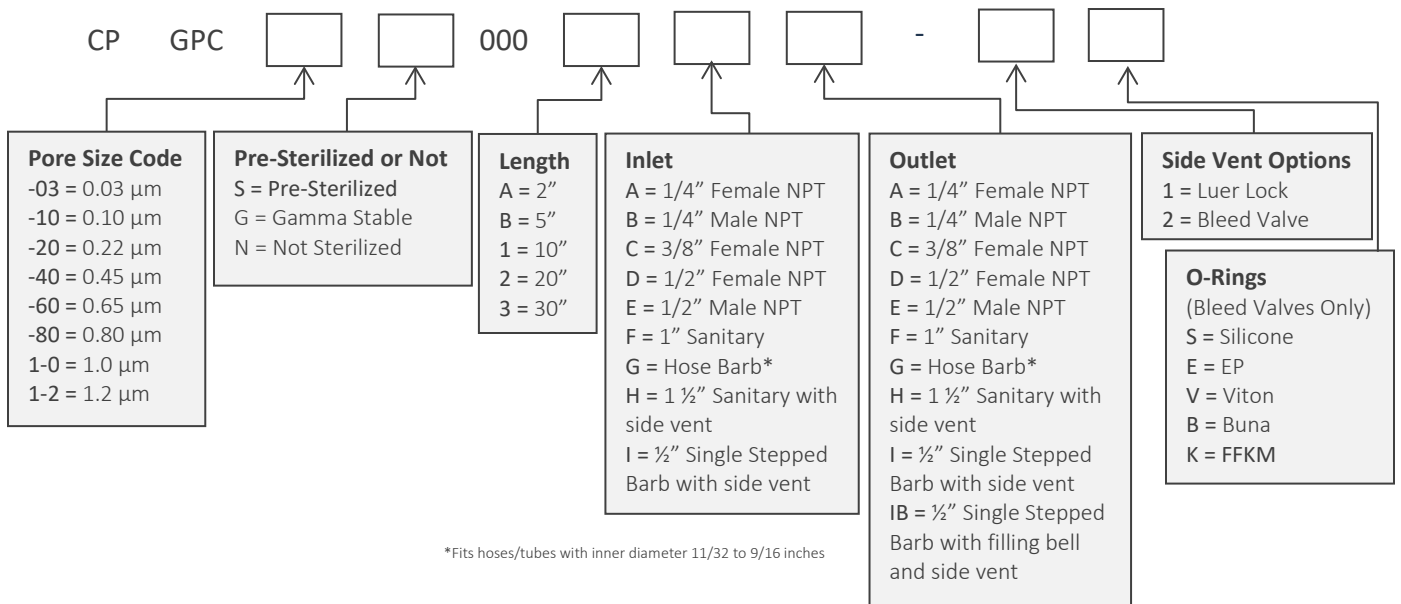 CP GPC 000 -
Pore Size Code
-03 = 0.03 µm
-10 = 0.10 µm
-20 = 0.22 µm
-40 = 0.45 µm
-60 = 0.65 µm
-80 = 0.80 µm
1-0 = 1.0 µm
1-2 = 1.2 µm
Pre-Sterilized or Not
S = Pre-Sterilized
G = Gamma Stable
N = Not Sterilized
Length
A = 2”
B = 5”
1 = 10”
2 = 20”
3 = 30”
Inlet
A = 1/4” Female NPT
B = 1/4” Male NPT
C = 3/8” Female NPT
D = 1/2” Female NPT
E = 1/2” Male NPT
F = 1” Sanitary
G = Hose Barb*
H = 1 ½” Sanitary with
side vent
I = ½” Single Stepped
Barb with side vent
Outlet
A = 1/4” Female NPT
B = 1/4” Male NPT
C = 3/8” Female NPT
D = 1/2” Female NPT
E = 1/2” Male NPT
F = 1” Sanitary
G = Hose Barb*
H = 1 ½” Sanitary with
side vent
I = ½” Single Stepped
Barb with side vent
IB = ½” Single Stepped
Barb with filling bell
and side vent
Side Vent Options
1 = Luer Lock
2 = Bleed Valve
O-Rings
(Bleed Valves Only)
S = Silicone
E = EP
V = Viton
B = Buna
K = FFKM
*Fits hoses/tubes with inner diameter 11/32 to 9/16 inches